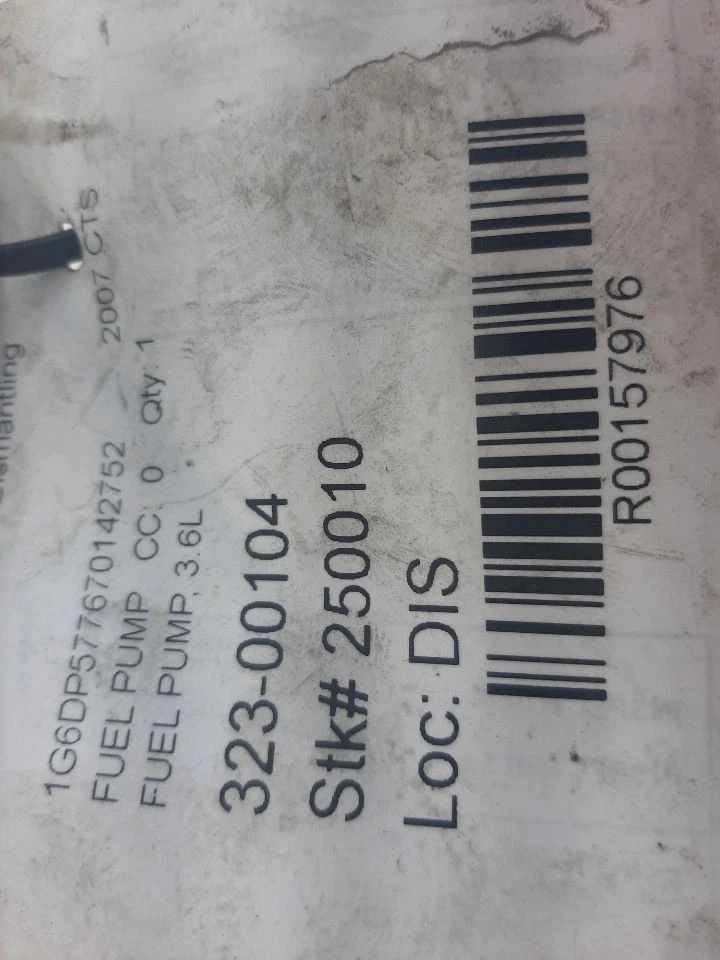 1G6DP577670142752 2007 CTS
FUEL PUMP CC: 0 Qty: 1
FUEL PUMP, 3.6L
323-00104
Stk# 250010
Loc: DIS
R00157976